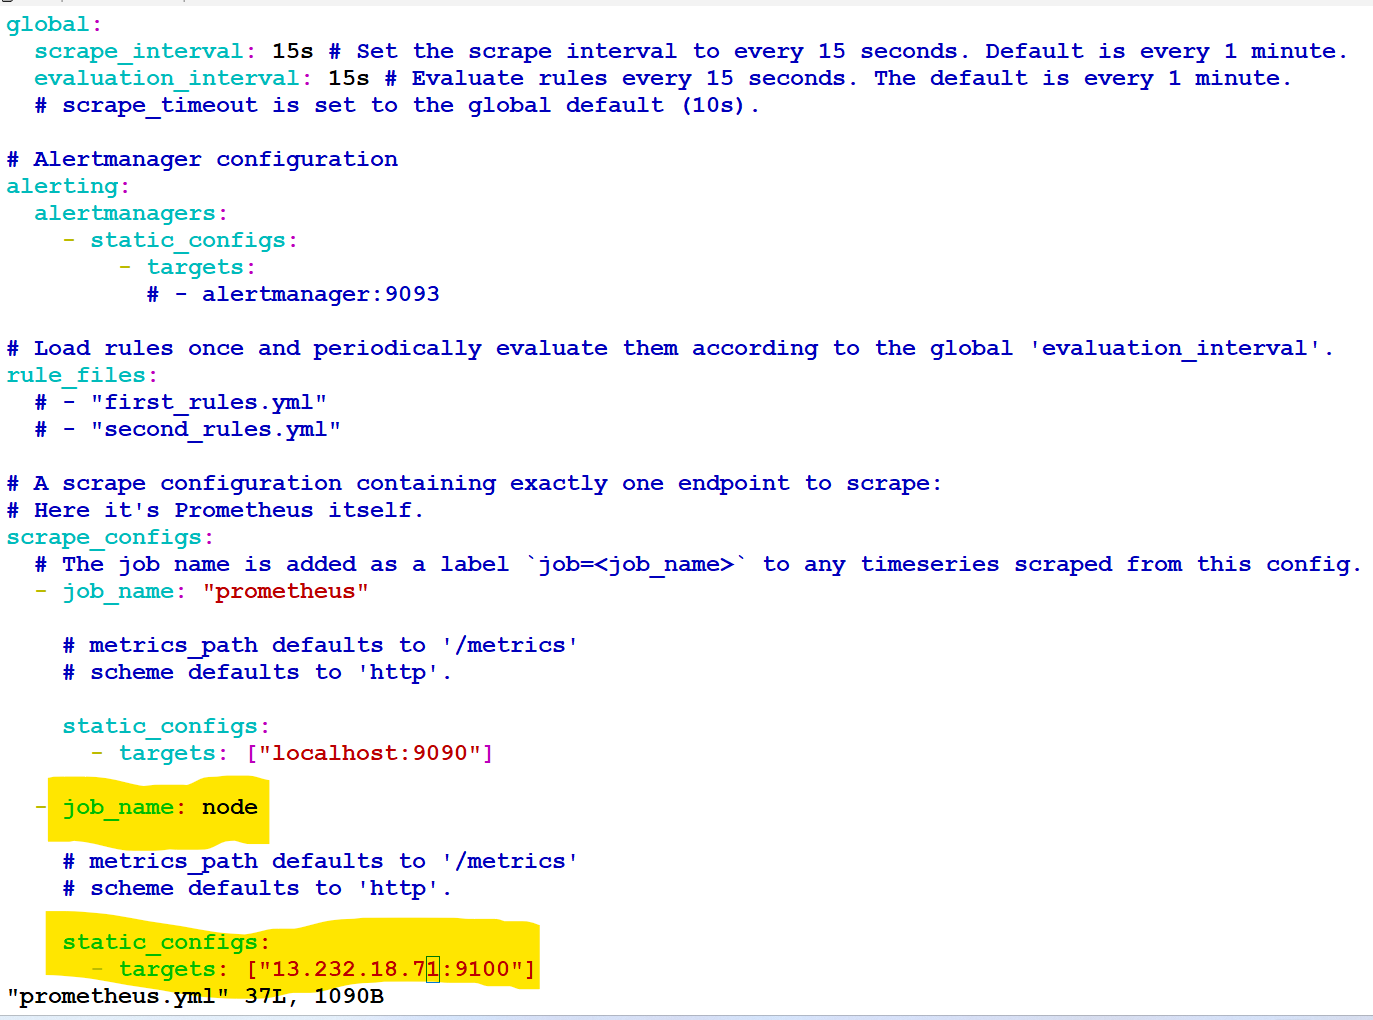 global:
  scrape_interval: 15s # Set the scrape interval to every 15 seconds. Default is every 1 minute.
  evaluation_interval: 15s # Evaluate rules every 15 seconds. The default is every 1 minute.
  # scrape_timeout is set to the global default (10s).
# Alertmanager configuration
alerting:
  alertmanagers:
    - static_configs:
        - targets:
          # - alertmanager:9093
# Load rules once and periodically evaluate them according to the global 'evaluation_interval'.
rule_files:
  # - "first_rules.yml"
  # - "second_rules.yml"
# A scrape configuration containing exactly one endpoint to scrape:
# Here it's Prometheus itself.
scrape_configs:
  # The job name is added as a label `job=<job_name>` to any timeseries scraped from this config.
  - job_name: "prometheus"
    # metrics_path defaults to '/metrics'
    # scheme defaults to 'http'.
    static_configs:
      - targets: ["localhost:9090"]
  - job_name: node
    # metrics_path defaults to '/metrics'
    # scheme defaults to 'http'.
    static_configs:
      - targets: ["13.232.18.71:9100"]
"prometheus.yml" 37L, 1090B